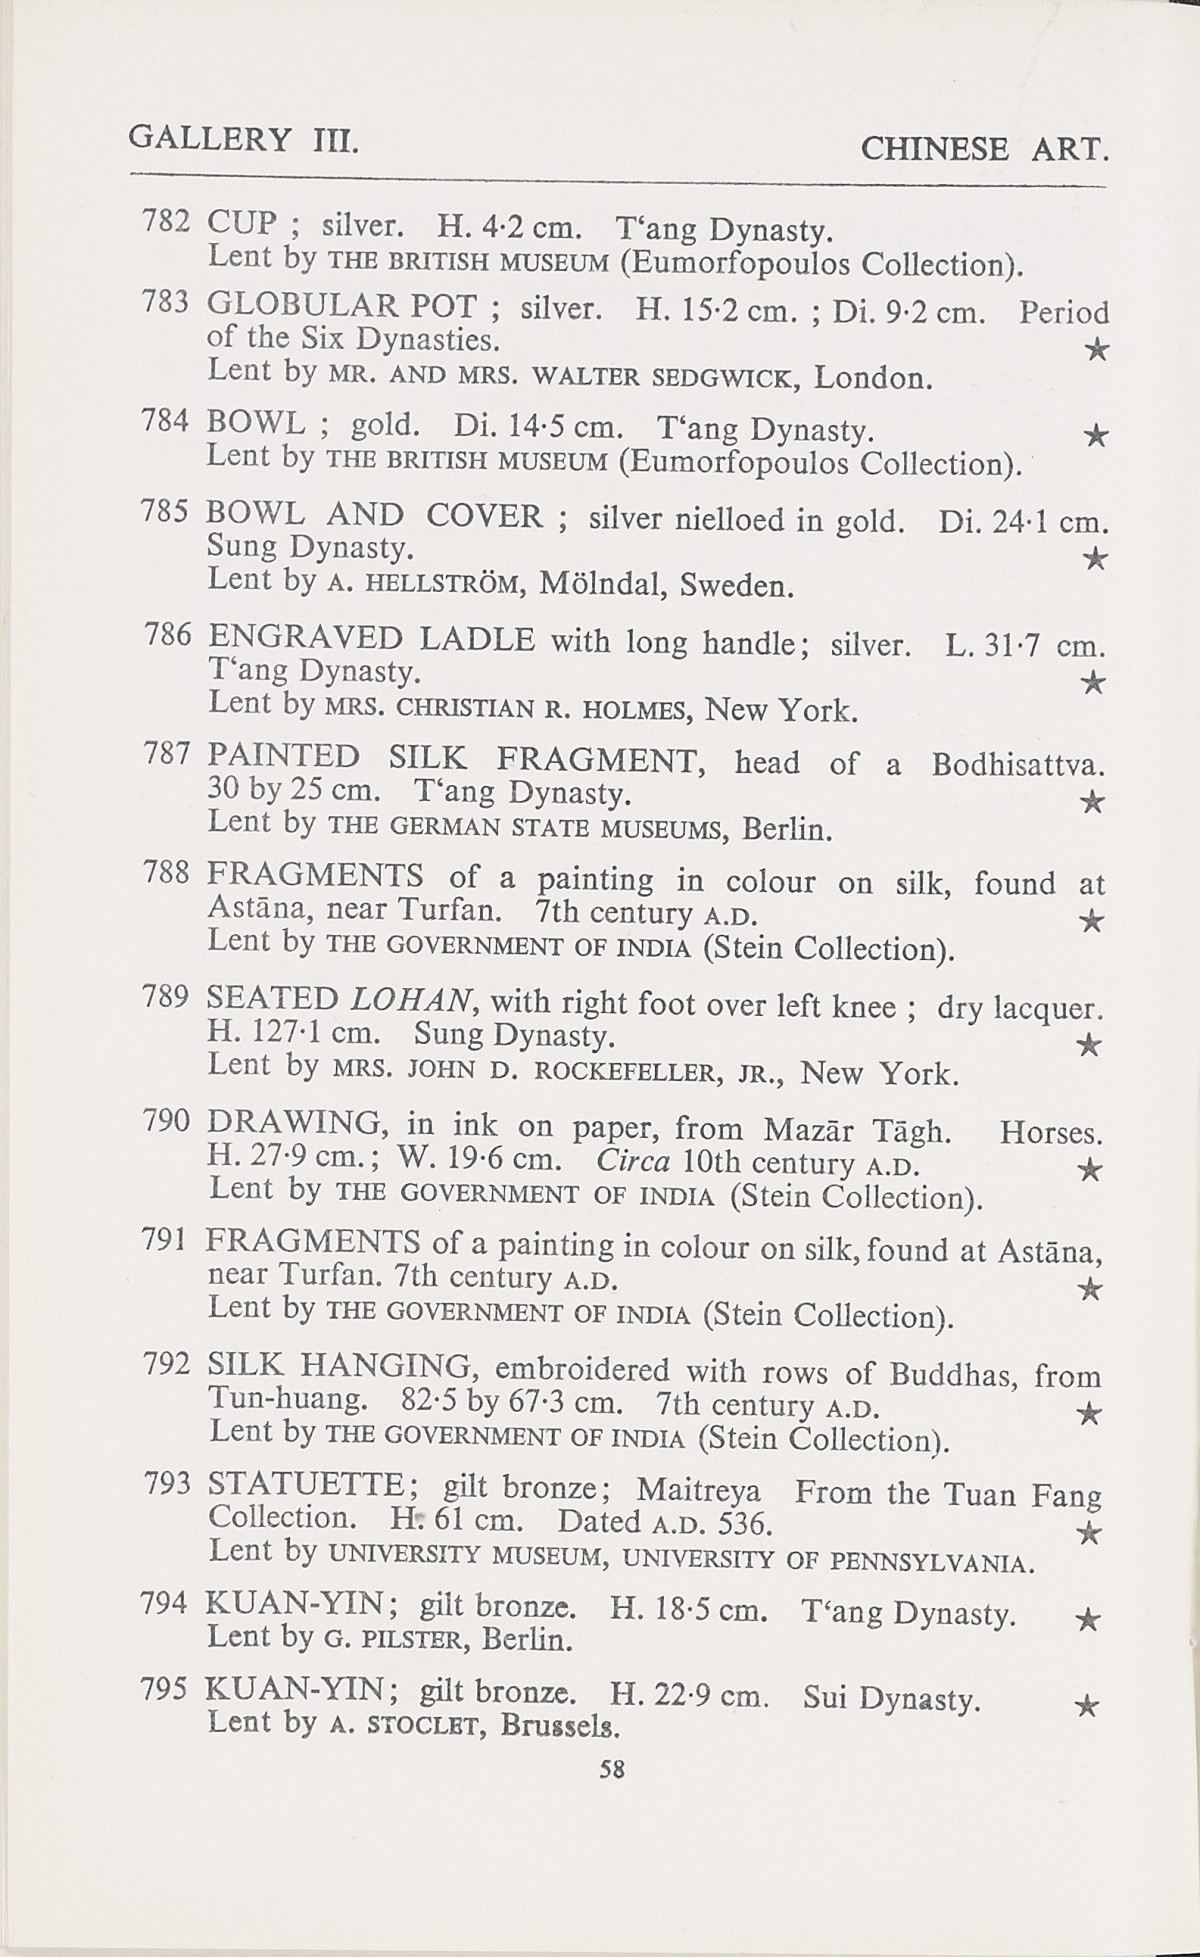 GALLERY III. CHINESE ART.
782 CUP ; silver. H. 4·2 cm. T‘ang Dynasty.
Lent by THE BRITISH MUSEUM (Eumorfopoulos Collection).
783 GLOBULAR POT ; silver. H. 15·2 cm. ; Di. 9·2 cm. Period
of the Six Dynasties. ★
Lent by MR. AND MRS. WALTER SEDGWICK, London.
784 BOWL ; gold. Di. 14·5 cm. T‘ang Dynasty. ★
Lent by THE BRITISH MUSEUM (Eumorfopoulos Collection).
785 BOWL AND COVER ; silver nielloed in gold. Di. 24·1 cm.
Sung Dynasty. ★
Lent by A. HELLSTRÖM, Mölndal, Sweden.
786 ENGRAVED LADLE with long handle; silver. L. 31·7 cm.
T‘ang Dynasty. ★
Lent by MRS. CHRISTIAN R. HOLMES, New York.
787 PAINTED SILK FRAGMENT, head of a Bodhisattva.
30 by 25 cm. T‘ang Dynasty. ★
Lent by THE GERMAN STATE MUSEUMS, Berlin.
788 FRAGMENTS of a painting in colour on silk, found at
Astāna, near Turfan. 7th century A.D. ★
Lent by THE GOVERNMENT OF INDIA (Stein Collection).
789 SEATED LOHAN, with right foot over left knee ; dry lacquer.
H. 127·1 cm. Sung Dynasty. ★
Lent by MRS. JOHN D. ROCKEFELLER, JR., New York.
790 DRAWING, in ink on paper, from Mazār Tāgh. Horses.
H. 27·9 cm.; W. 19·6 cm. Circa 10th century A.D. ★
Lent by THE GOVERNMENT OF INDIA (Stein Collection).
791 FRAGMENTS of a painting in colour on silk, found at Astāna,
near Turfan. 7th century A.D. ★
Lent by THE GOVERNMENT OF INDIA (Stein Collection).
792 SILK HANGING, embroidered with rows of Buddhas, from
Tun-huang. 82·5 by 67·3 cm. 7th century A.D. ★
Lent by THE GOVERNMENT OF INDIA (Stein Collection).
793 STATUETTE; gilt bronze; Maitreya From the Tuan Fang
Collection. H. 61 cm. Dated A.D. 536. ★
Lent by UNIVERSITY MUSEUM, UNIVERSITY OF PENNSYLVANIA.
794 KUAN-YIN; gilt bronze. H. 18·5 cm. T‘ang Dynasty. ★
Lent by G. PILSTER, Berlin.
795 KUAN-YIN; gilt bronze. H. 22·9 cm. Sui Dynasty. ★
Lent by A. STOCLET, Brussels.
58